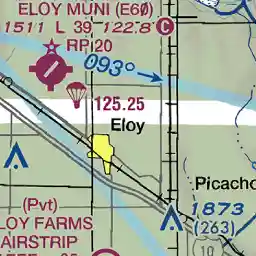 ELOY MUNI (E60)
1511 L 39 122.8 C
RP 20
093°
125.25
Eloy
Picacho
1873
(263)
(Pvt)
LOY FARMS
AIRSTRIP
10